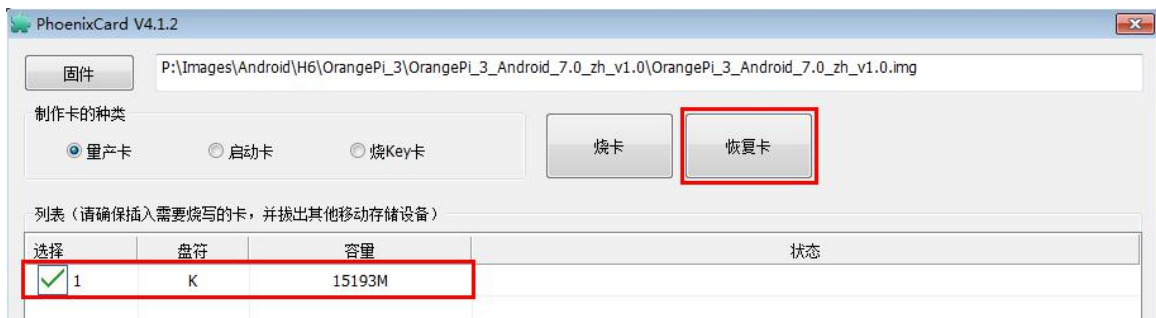 PhoenixCard V4.1.2
固件 P:\Images\Android\H6\OrangePi_3\OrangePi_3_Android_7.0_zh_v1.0\OrangePi_3_Android_7.0_zh_v1.0.img
制作卡的种类
量产卡 启动卡 烧Key卡 烧卡 恢复卡
列表（请确保插入需要烧写的卡，并拔出其他移动存储设备）
选择 盘符 容量 状态
1 K 15193M